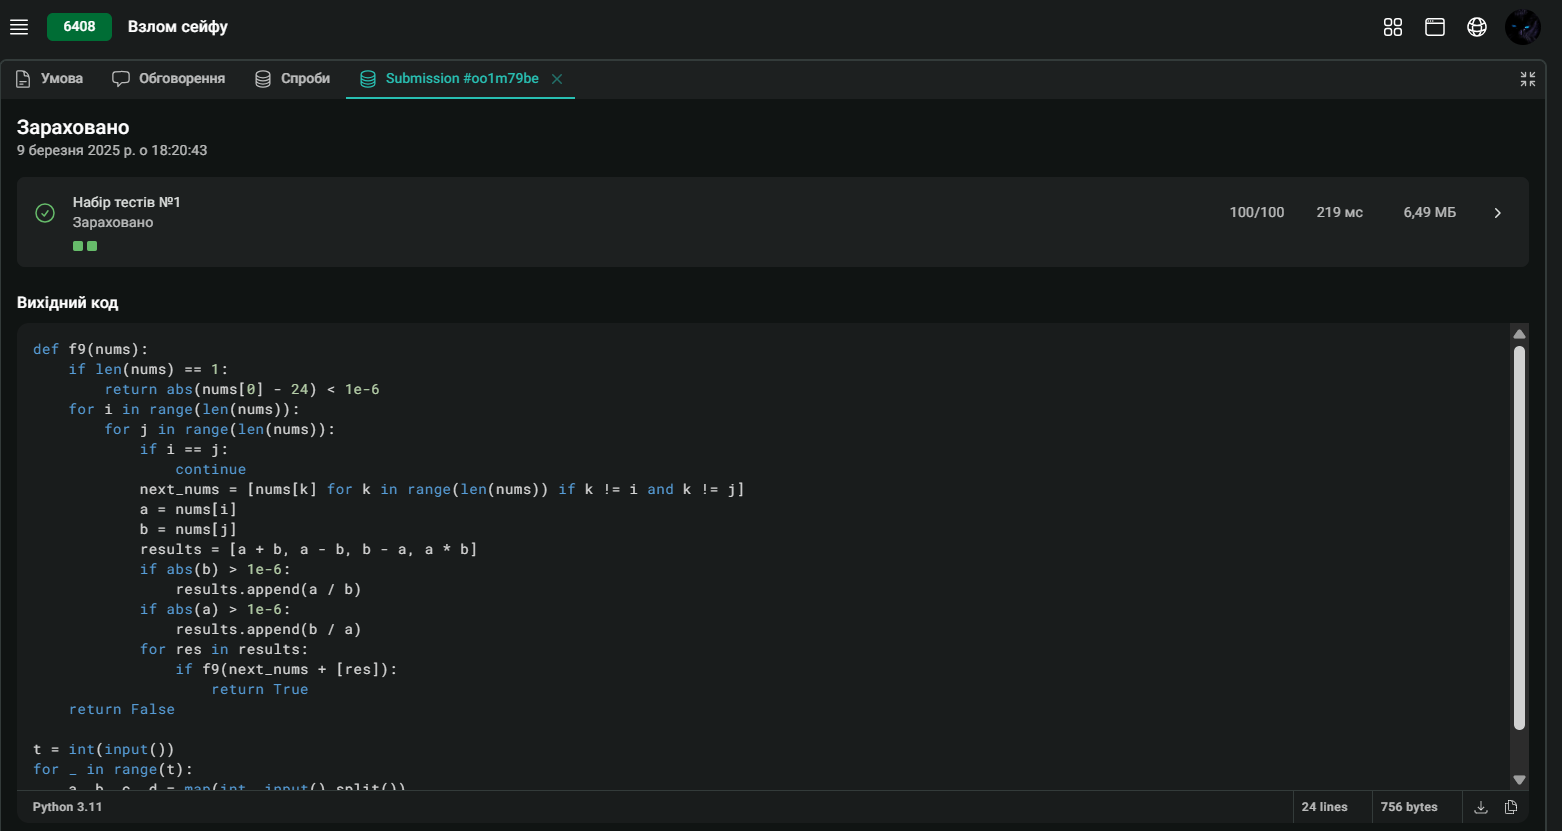 6408 Взлом сейфу
Умова Обговорення Спроби Submission #oo1m79be
Зараховано
9 березня 2025 р. о 18:20:43
Набір тестів №1
Зараховано
100/100 219 мс 6,49 МБ
Вихідний код
def f9(nums):
    if len(nums) == 1:
        return abs(nums[0] - 24) < 1e-6
    for i in range(len(nums)):
        for j in range(len(nums)):
            if i == j:
                continue
            next_nums = [nums[k] for k in range(len(nums)) if k != i and k != j]
            a = nums[i]
            b = nums[j]
            results = [a + b, a - b, b - a, a * b]
            if abs(b) > 1e-6:
                results.append(a / b)
            if abs(a) > 1e-6:
                results.append(b / a)
            for res in results:
                if f9(next_nums + [res]):
                    return True
    return False
t = int(input())
for _ in range(t):
    a, b, c, d = map(int, input().split())
Python 3.11 24 lines 756 bytes